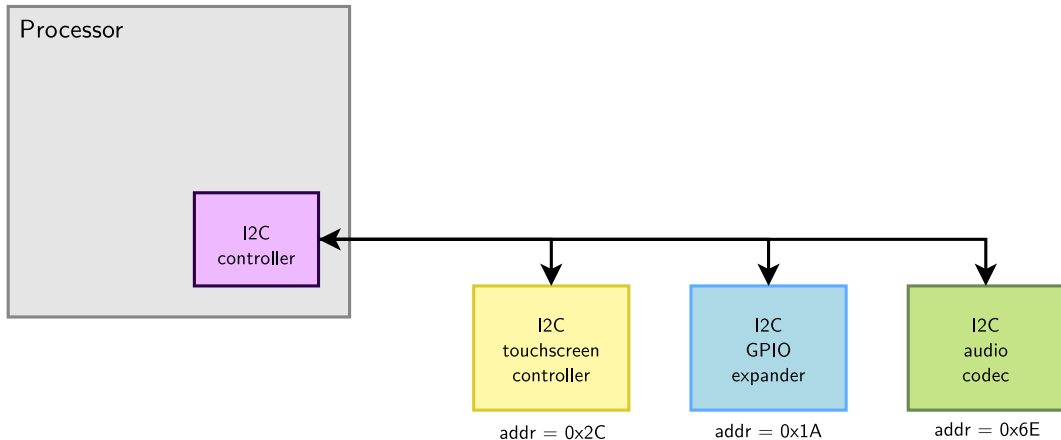 Processor
I2C
controller
I2C
touchscreen
controller
I2C
GPIO
expander
I2C
audio
codec
addr = 0x2C
addr = 0x1A
addr = 0x6E